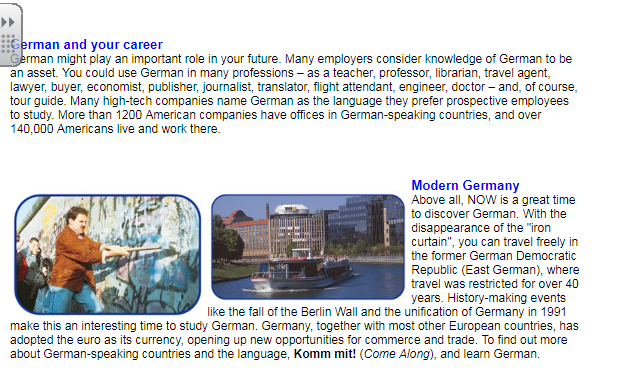 German and your career
German might play an important role in your future. Many employers consider knowledge of German to be
an asset. You could use German in many professions – as a teacher, professor, librarian, travel agent,
lawyer, buyer, economist, publisher, journalist, translator, flight attendant, engineer, doctor – and, of course,
tour guide. Many high-tech companies name German as the language they prefer prospective employees
to study. More than 1200 American companies have offices in German-speaking countries, and over
140,000 Americans live and work there.
Modern Germany
Above all, NOW is a great time
to discover German. With the
disappearance of the "iron
curtain", you can travel freely in
the former German Democratic
Republic (East German), where
travel was restricted for over 40
years. History-making events
like the fall of the Berlin Wall and the unification of Germany in 1991
make this an interesting time to study German. Germany, together with most other European countries, has
adopted the euro as its currency, opening up new opportunities for commerce and trade. To find out more
about German-speaking countries and the language, Komm mit! (Come Along), and learn German.